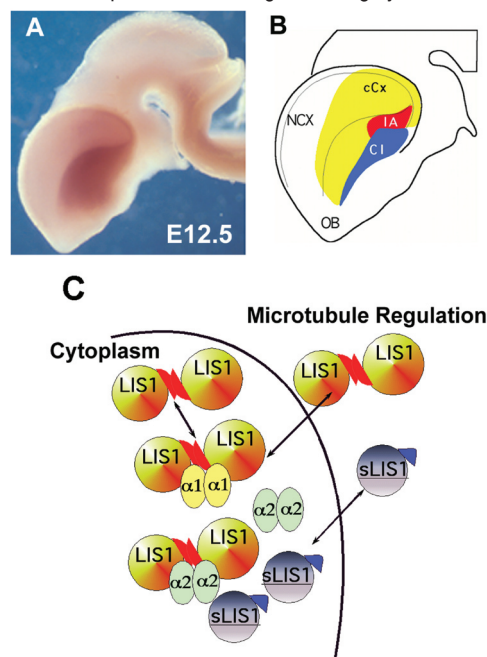 A
E12.5
B
cCx
NCX
IA
CI
OB
C
Microtubule Regulation
Cytoplasm
LIS1 LIS1
LIS1 LIS1
LIS1 LIS1
α1 α1
sLIS1
α2 α2
LIS1 LIS1
sLIS1
α2 α2
sLIS1